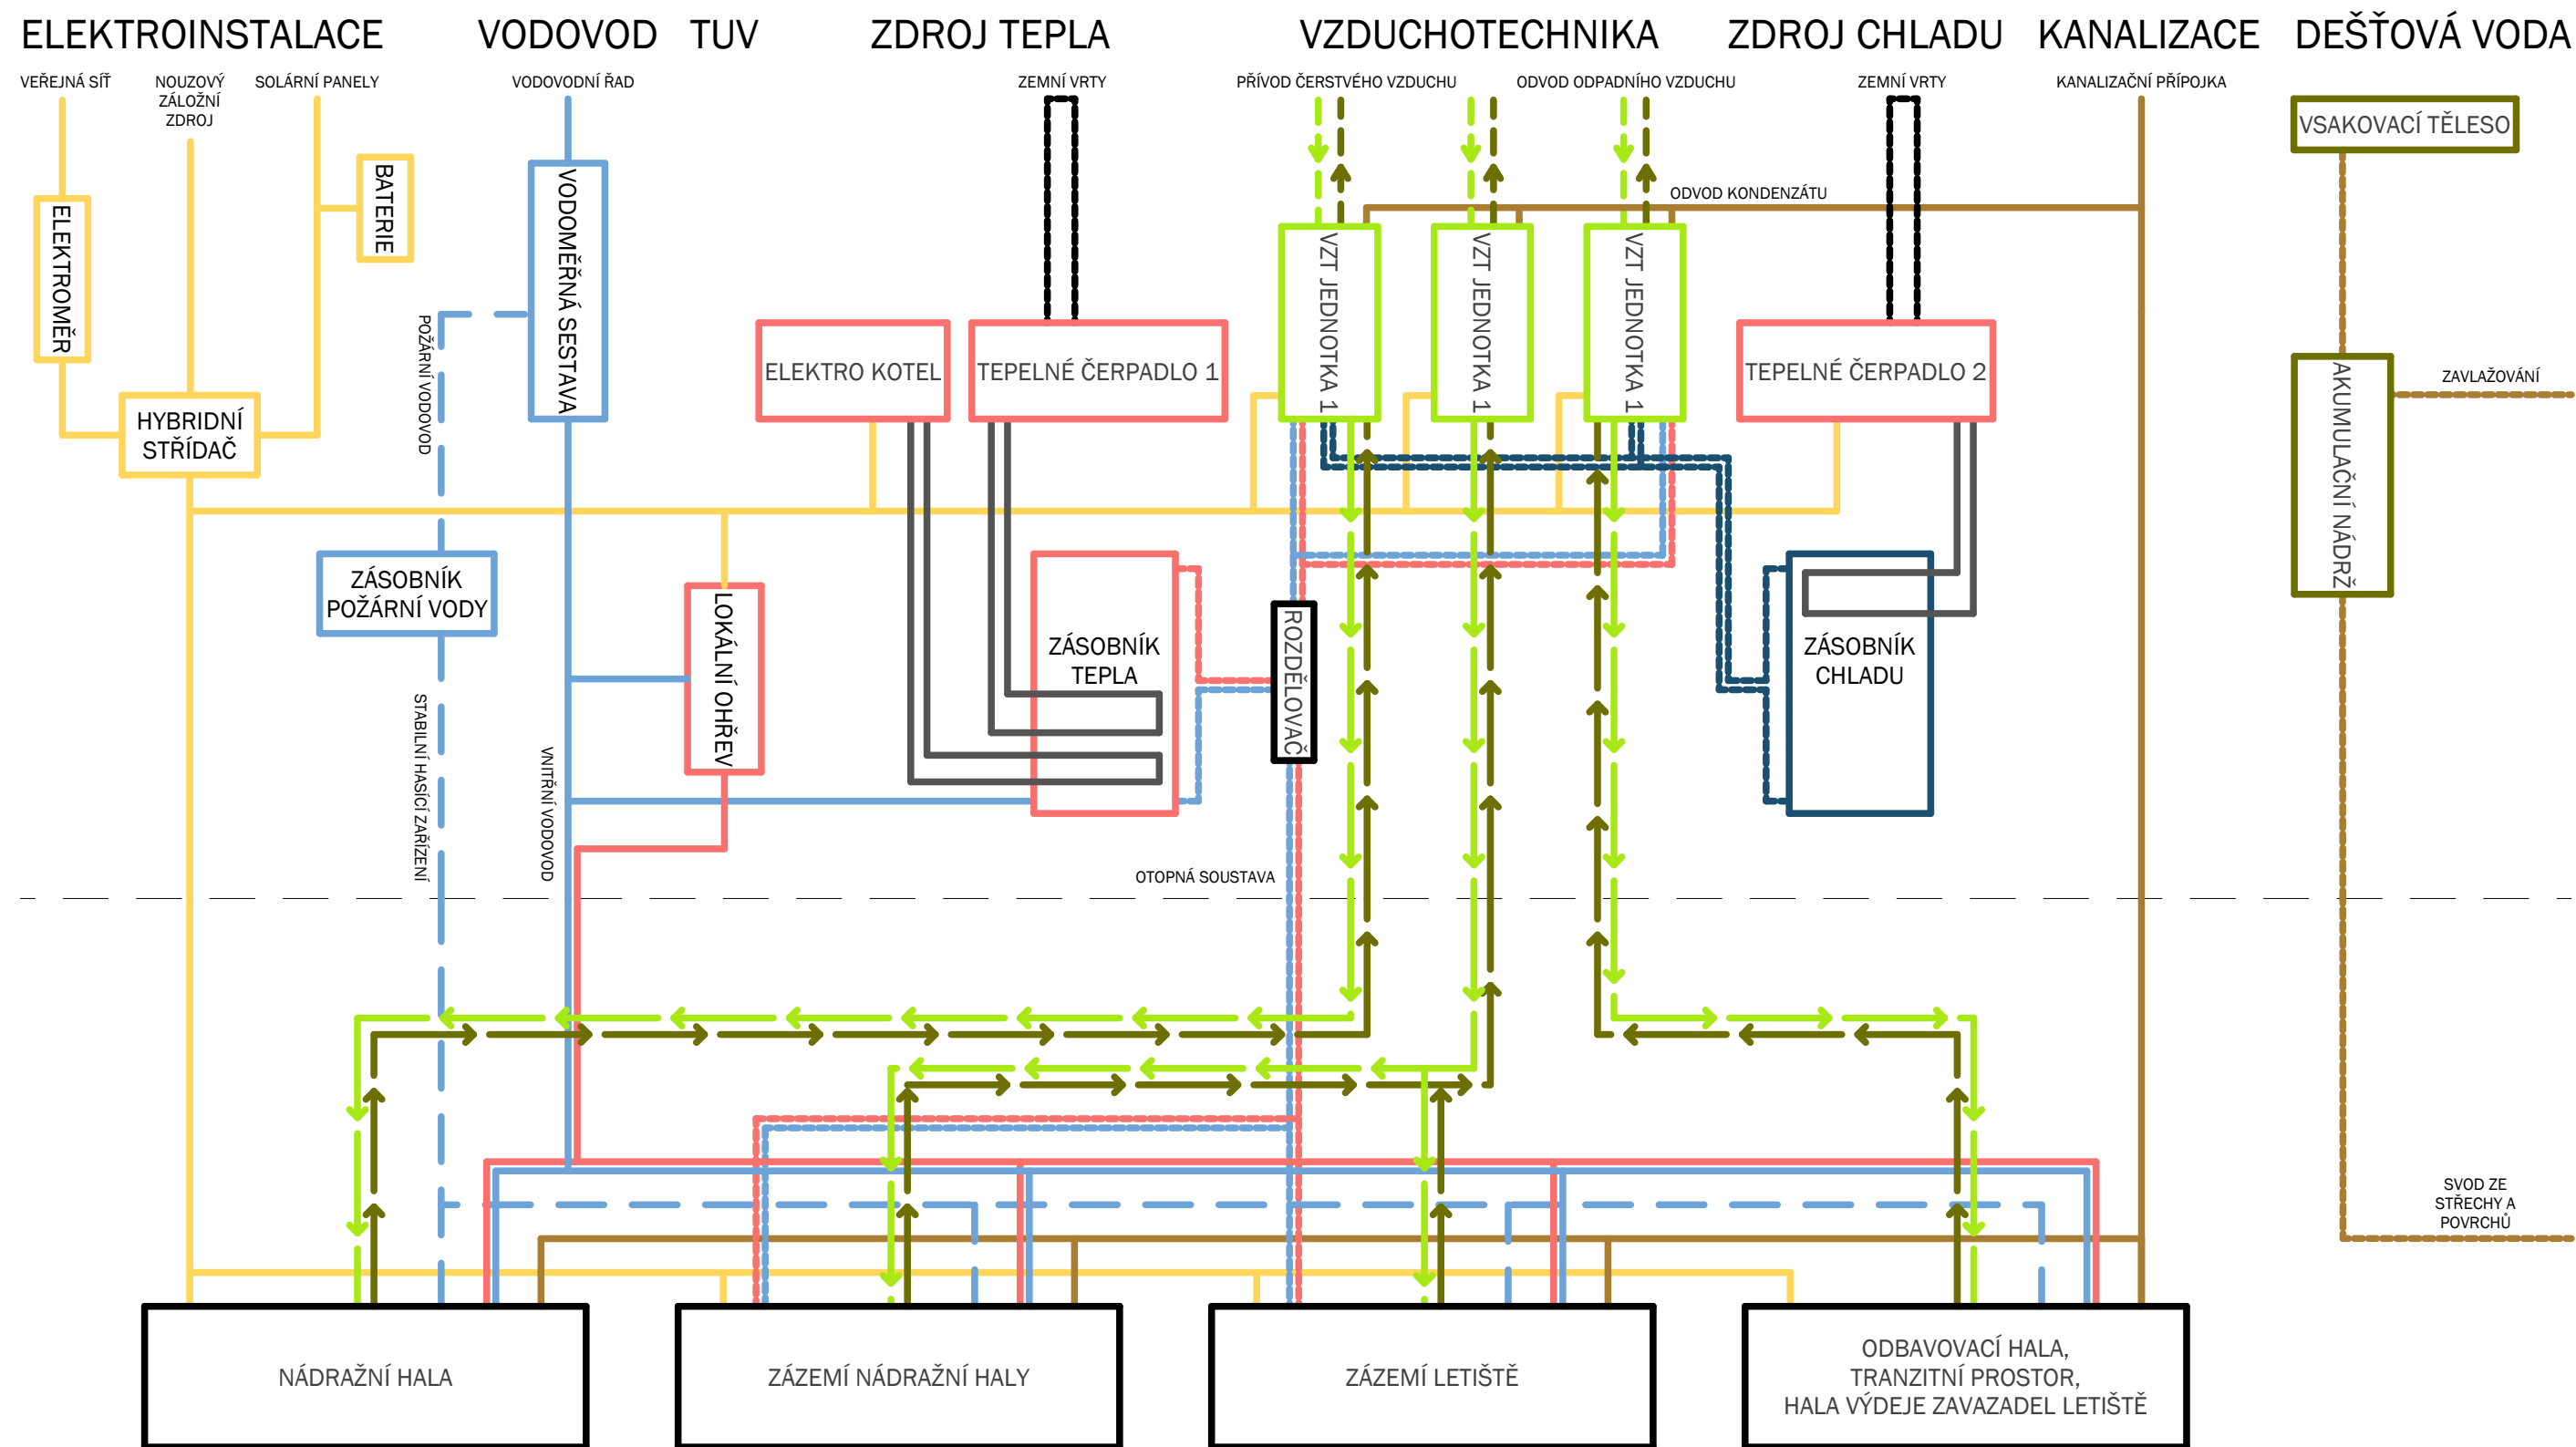 ELEKTROINSTALACE
VODOVOD
TUV
ZDROJ TEPLA
VZDUCHOTECHNIKA
ZDROJ CHLADU
KANALIZACE
DEŠŤOVÁ VODA
VEŘEJNÁ SÍŤ
NOUZOVÝ
ZÁLOŽNÍ
ZDROJ
SOLÁRNÍ PANELY
VODOVODNÍ ŘAD
ZEMNÍ VRTY
PŘÍVOD ČERSTVÉHO VZDUCHU
ODVOD ODPADNÍHO VZDUCHU
ZEMNÍ VRTY
KANALIZAČNÍ PŘÍPOJKA
VSAKOVACÍ TĚLESO
BATERIE
ELEKTROMĚR
VODOMĚRNÁ SESTAVA
ODVOD KONDENZÁTU
VZT JEDNOTKA 1
VZT JEDNOTKA 1
VZT JEDNOTKA 1
POŽÁRNÍ VODOVOD
ELEKTRO KOTEL
TEPELNÉ ČERPADLO 1
TEPELNÉ ČERPADLO 2
AKUMULAČNÍ NÁDRŽ
ZAVLAŽOVÁNÍ
HYBRIDNÍ
STŘÍDAČ
ZÁSOBNÍK
POŽÁRNÍ VODY
LOKÁLNÍ OHŘEV
ZÁSOBNÍK
TEPLA
ROZDĚLOVAČ
ZÁSOBNÍK
CHLADU
STABILNÍ HASÍCÍ ZAŘÍZENÍ
VNITŘNÍ VODOVOD
OTOPNÁ SOUSTAVA
SVOD ZE
STŘECHY A
POVRCHŮ
NÁDRAŽNÍ HALA
ZÁZEMÍ NÁDRAŽNÍ HALY
ZÁZEMÍ LETIŠTĚ
ODBAVOVACÍ HALA,
TRANZITNÍ PROSTOR,
HALA VÝDEJE ZAVAZADEL LETIŠTĚ